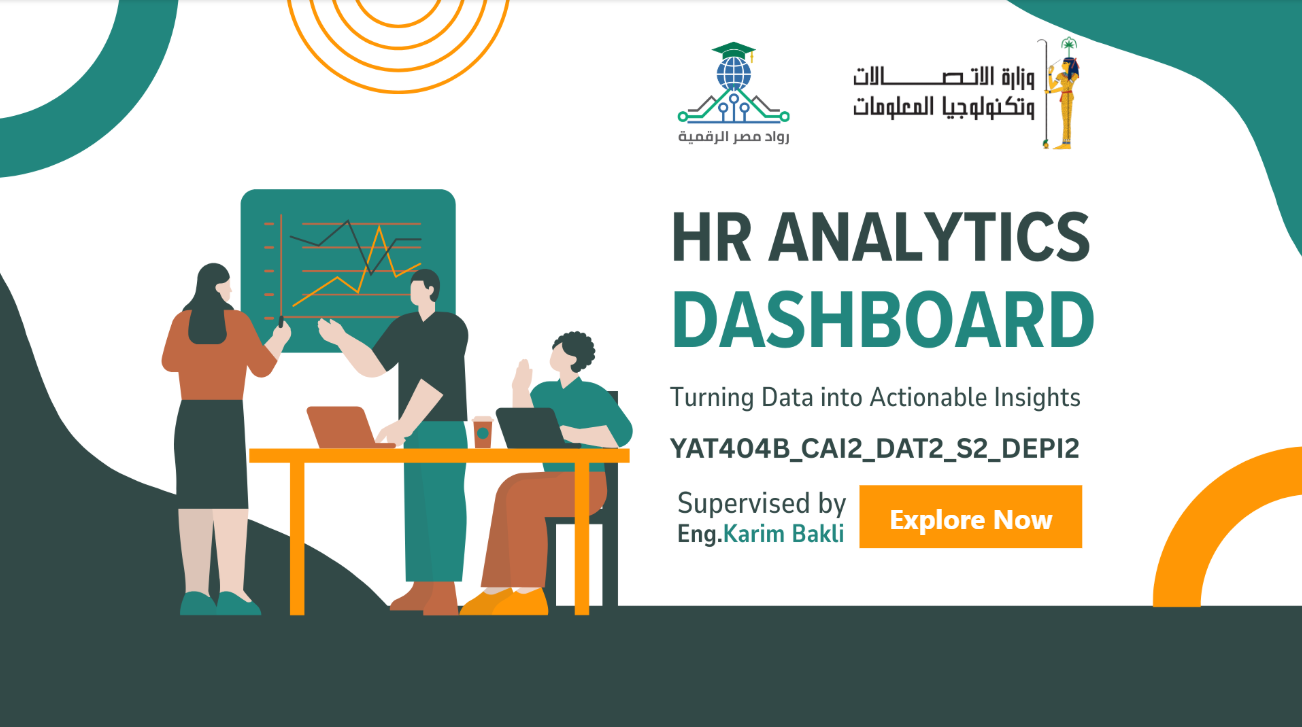 رواد مصر الرقمية
وزارة الاتصــالات
وتكنولوجيا المعلومات
HR ANALYTICS
DASHBOARD
Turning Data into Actionable Insights
YAT404B_CAI2_DAT2_S2_DEPI2
Supervised by
Eng.Karim Bakli
Explore Now